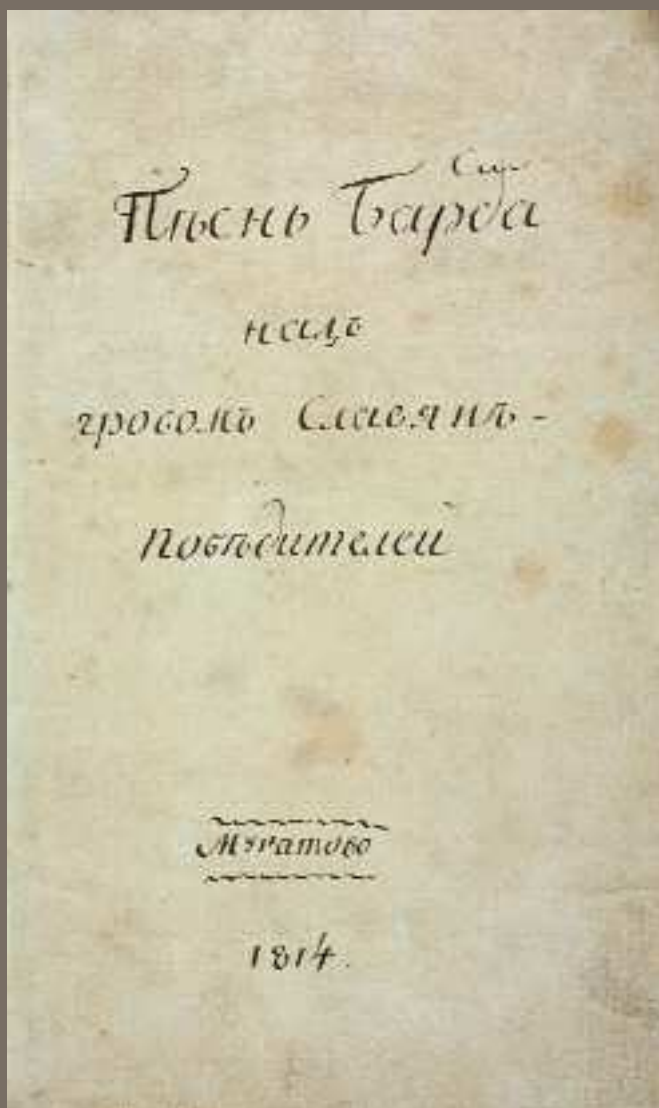 Пѣснь Барда
надъ
гробомъ Славянъ-
побѣдителей
Муратово
1814.